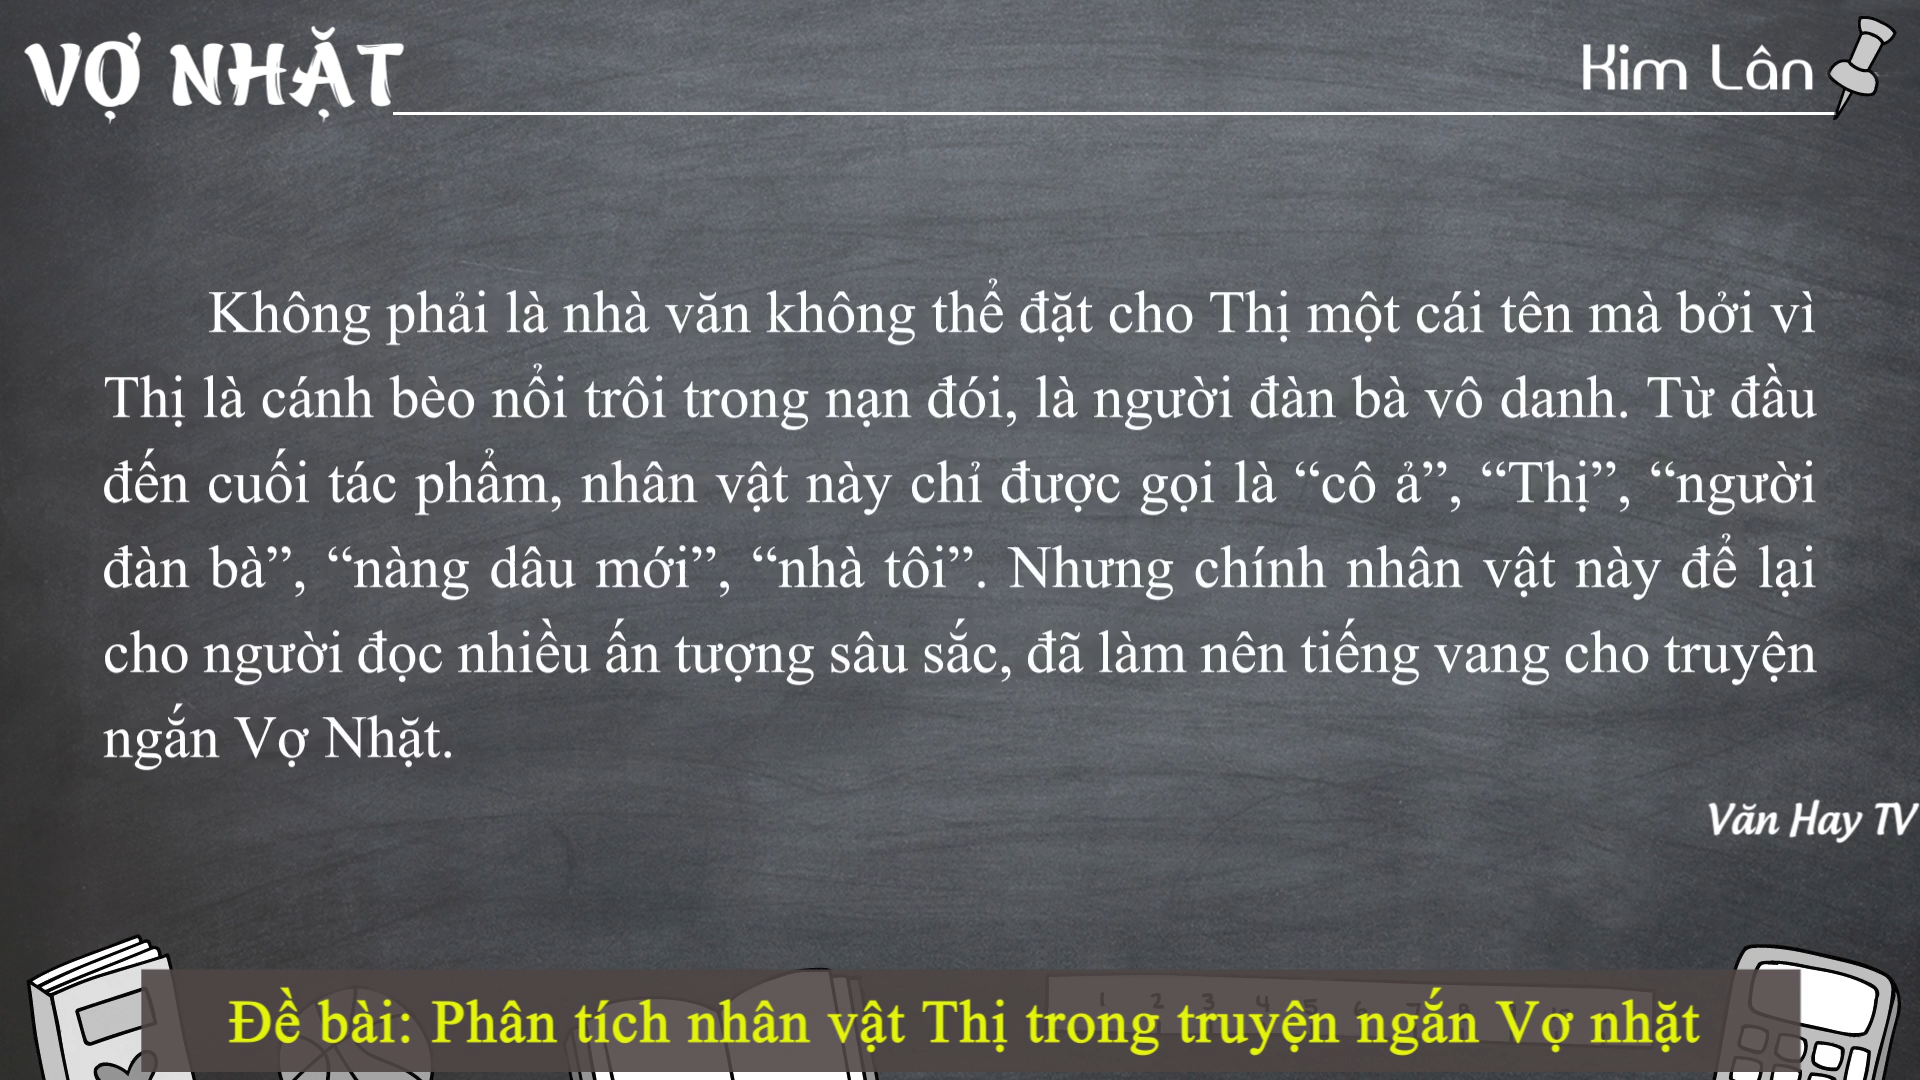 VỢ NHẶT
Kim Lân
Không phải là nhà văn không thể đặt cho Thị một cái tên mà bởi vì
Thị là cánh bèo nổi trôi trong nạn đói, là người đàn bà vô danh. Từ đầu
đến cuối tác phẩm, nhân vật này chỉ được gọi là “cô ả”, “Thị”, “người
đàn bà”, “nàng dâu mới”, “nhà tôi”. Nhưng chính nhân vật này để lại
cho người đọc nhiều ấn tượng sâu sắc, đã làm nên tiếng vang cho truyện
ngắn Vợ Nhặt.
Văn Hay TV
Đề bài: Phân tích nhân vật Thị trong truyện ngắn Vợ nhặt